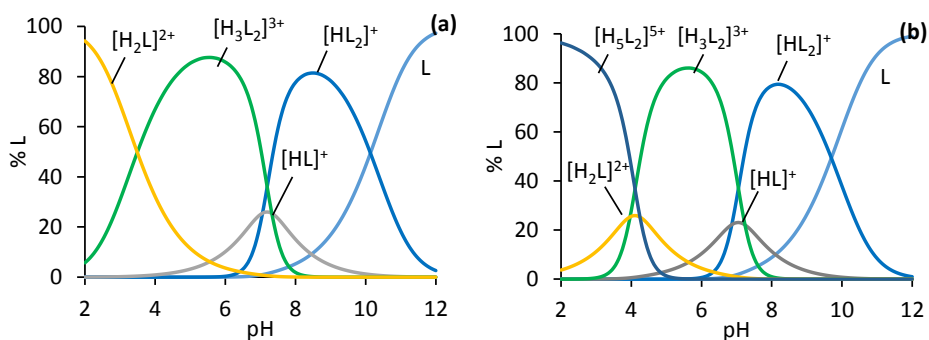 (a)
[H₂L]²⁺ [H₃L₂]³⁺ [HL₂]⁺
L
[HL]⁺
% L
100
80
60
40
20
0
2 4 6 8 10 12
pH
(b)
[H₅L₂]⁵⁺ [H₃L₂]³⁺ [HL₂]⁺
L
[H₂L]²⁺ [HL]⁺
% L
100
80
60
40
20
0
2 4 6 8 10 12
pH